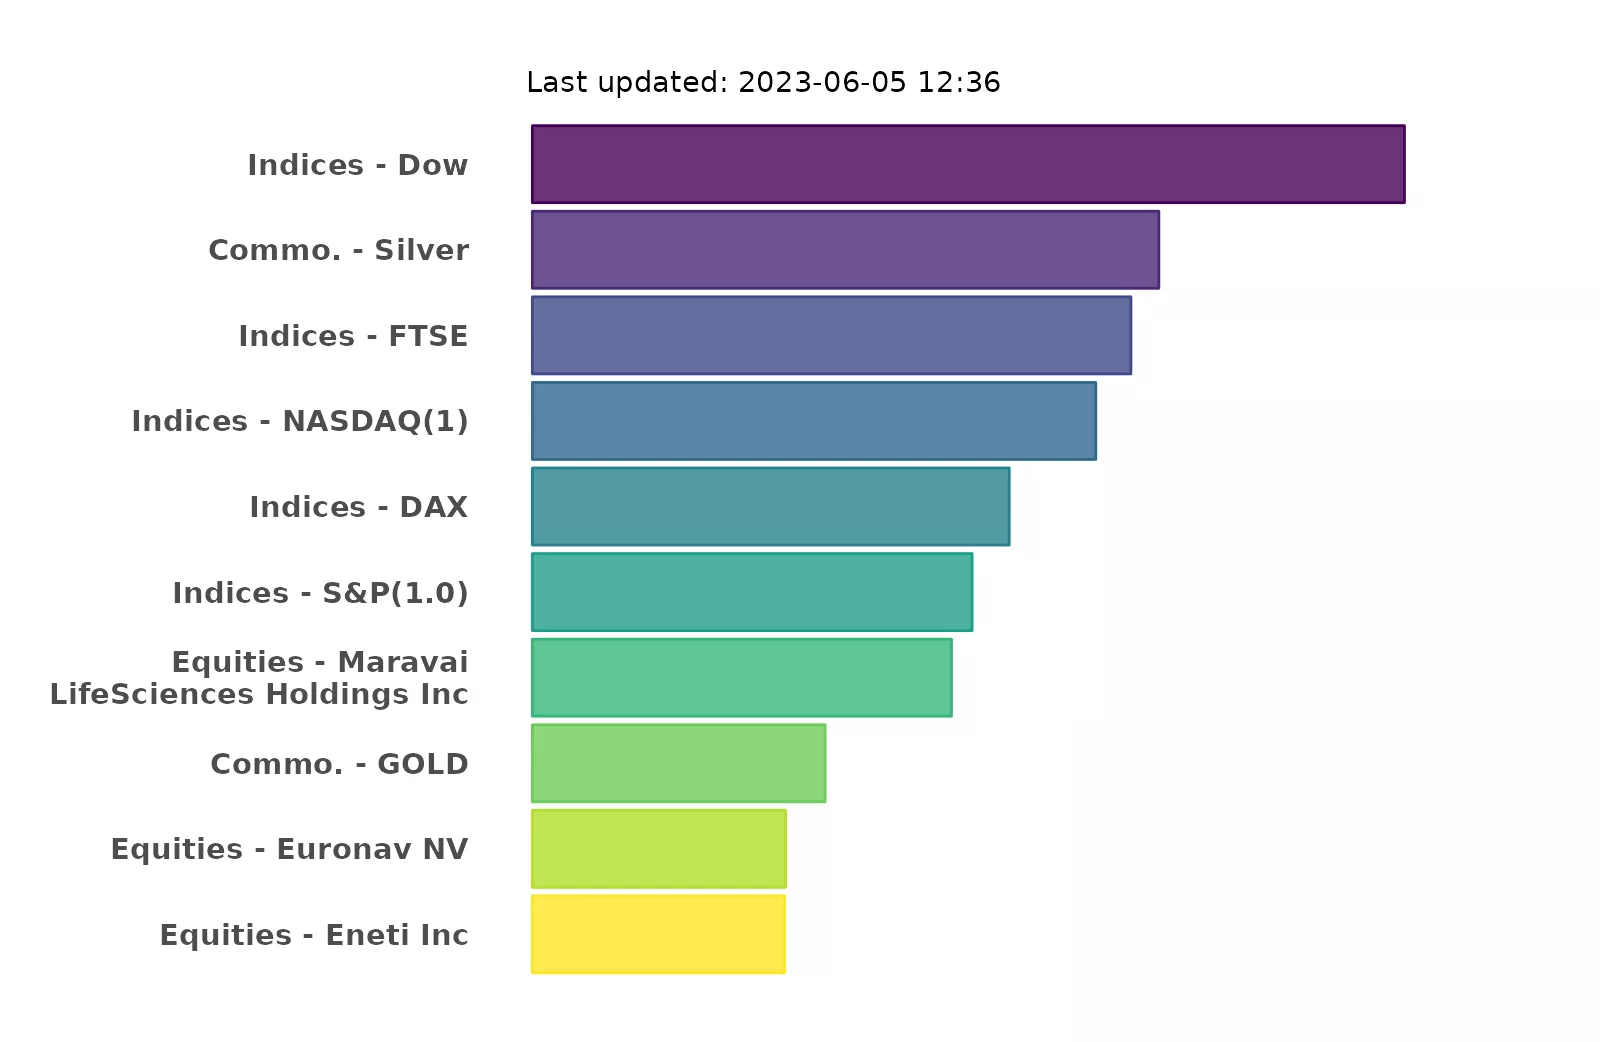 Last updated: 2023-06-05 12:36
Indices - Dow
Commo. - Silver
Indices - FTSE
Indices - NASDAQ(1)
Indices - DAX
Indices - S&P(1.0)
Equities - Maravai
LifeSciences Holdings Inc
Commo. - GOLD
Equities - Euronav NV
Equities - Eneti Inc